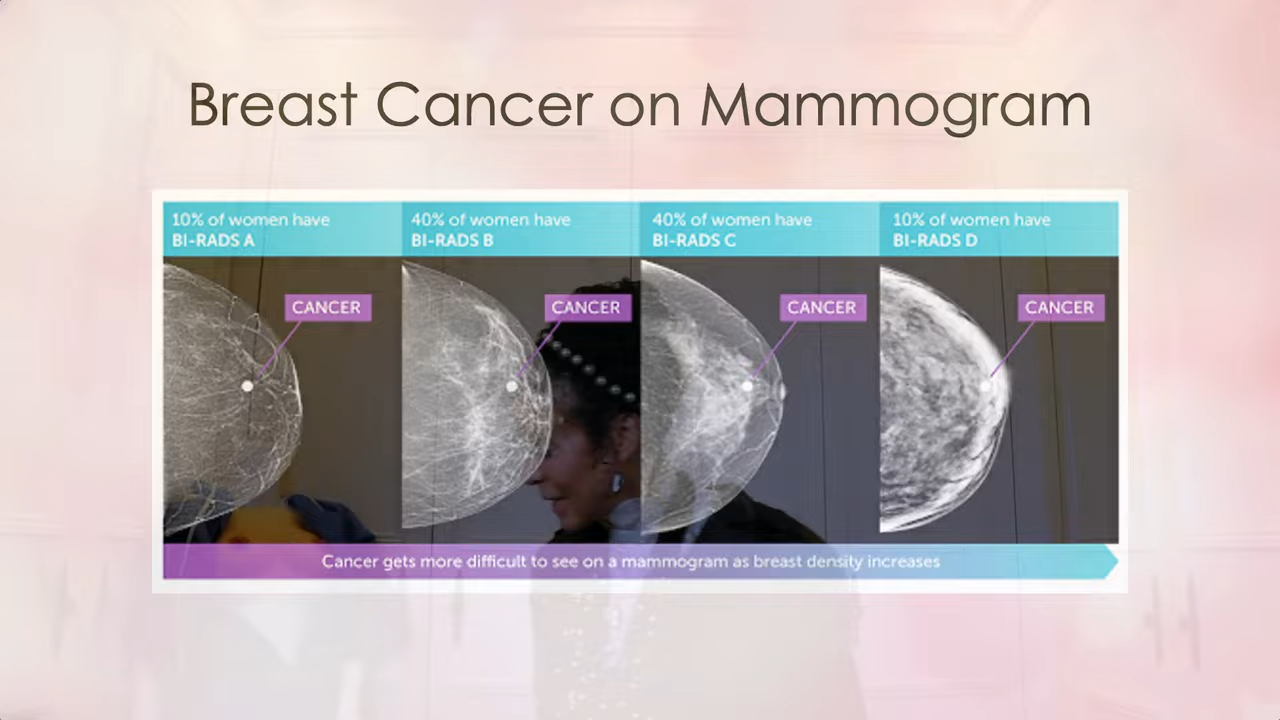 Breast Cancer on Mammogram
10% of women have
BI-RADS A
40% of women have
BI-RADS B
40% of women have
BI-RADS C
10% of women have
BI-RADS D
CANCER
CANCER
CANCER
CANCER
Cancer gets more difficult to see on a mammogram as breast density increases